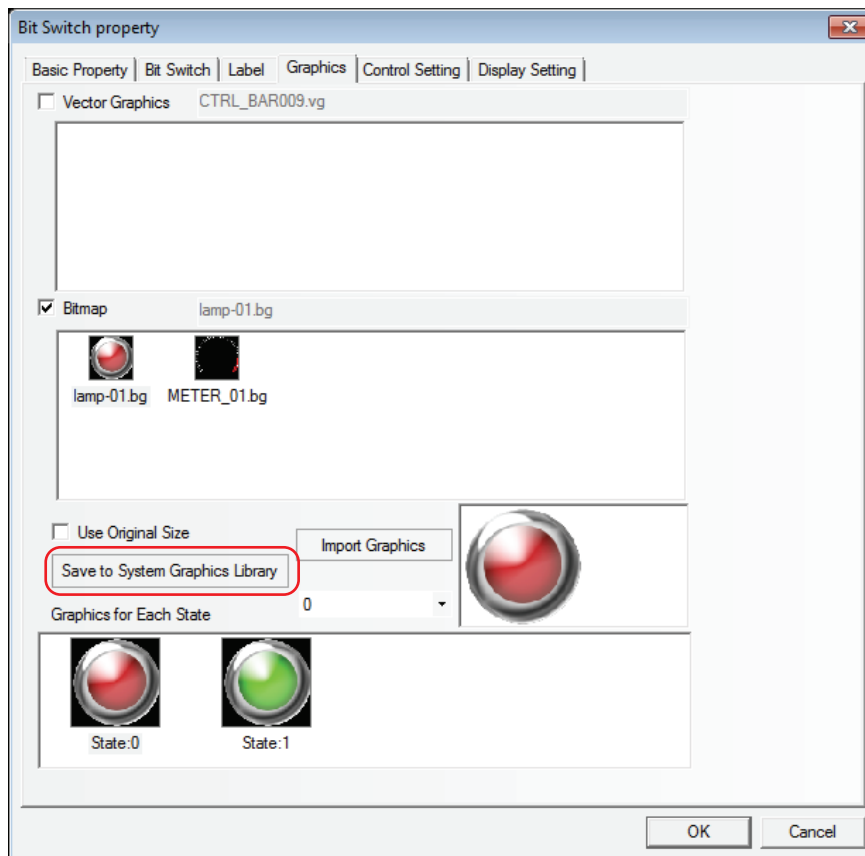 Bit Switch property
Basic Property Bit Switch Label Graphics Control Setting Display Setting
Vector Graphics CTRL_BAR009.vg
Bitmap lamp-01.bg
lamp-01.bg METER_01.bg
Use Original Size
Import Graphics
Save to System Graphics Library
0
Graphics for Each State
State:0 State:1
OK Cancel